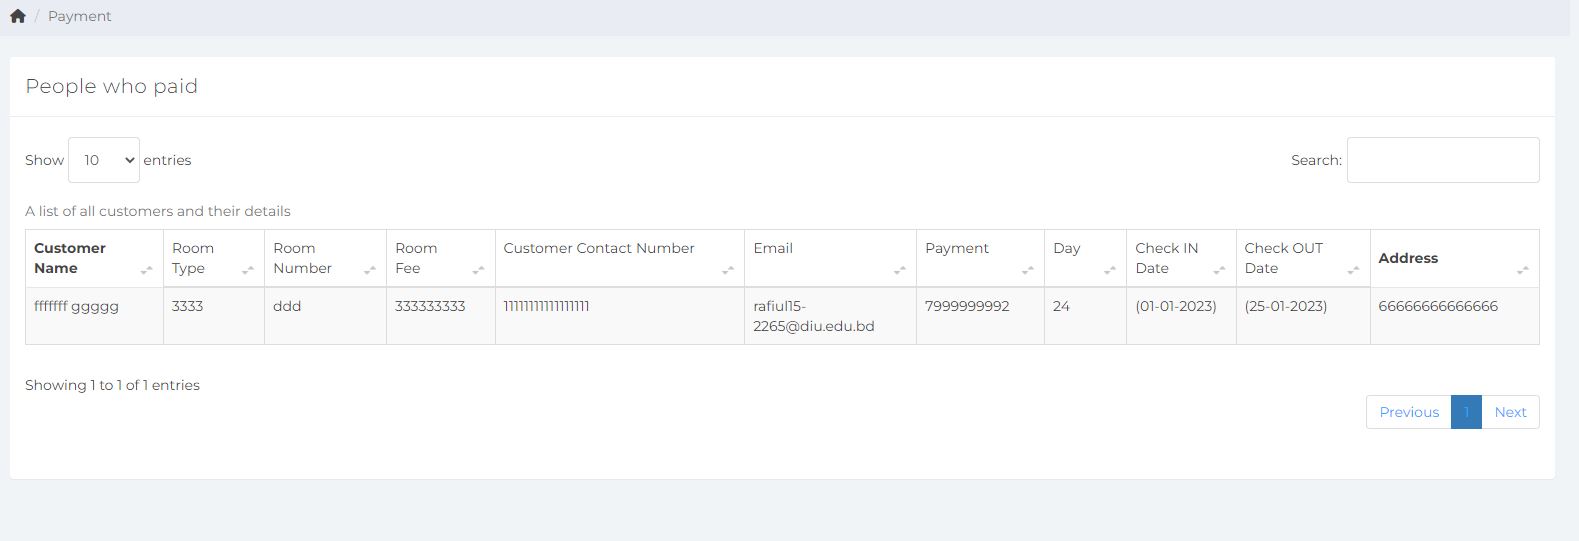 / Payment
People who paid
Show 10 entries
Search:
A list of all customers and their details
Customer Name Room Type Room Number Room Fee Customer Contact Number Email Payment Day Check IN Date Check OUT Date Address
fffffff ggggg 3333 ddd 333333333 11111111111111111 rafiul15-2265@diu.edu.bd 7999999992 24 (01-01-2023) (25-01-2023) 66666666666666
Showing 1 to 1 of 1 entries
Previous 1 Next